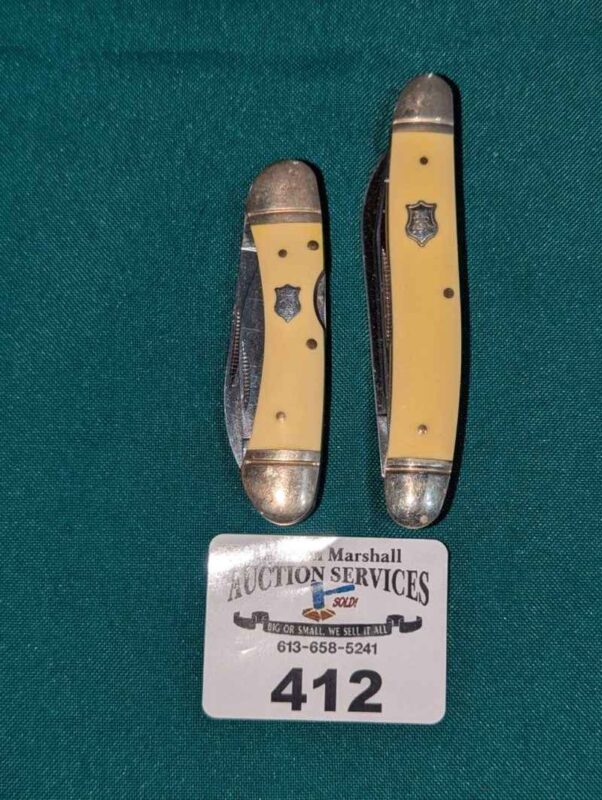 Marshall
AUCTION SERVICES
SOLD!
BIG OR SMALL, WE SELL IT ALL
613-658-5241
412